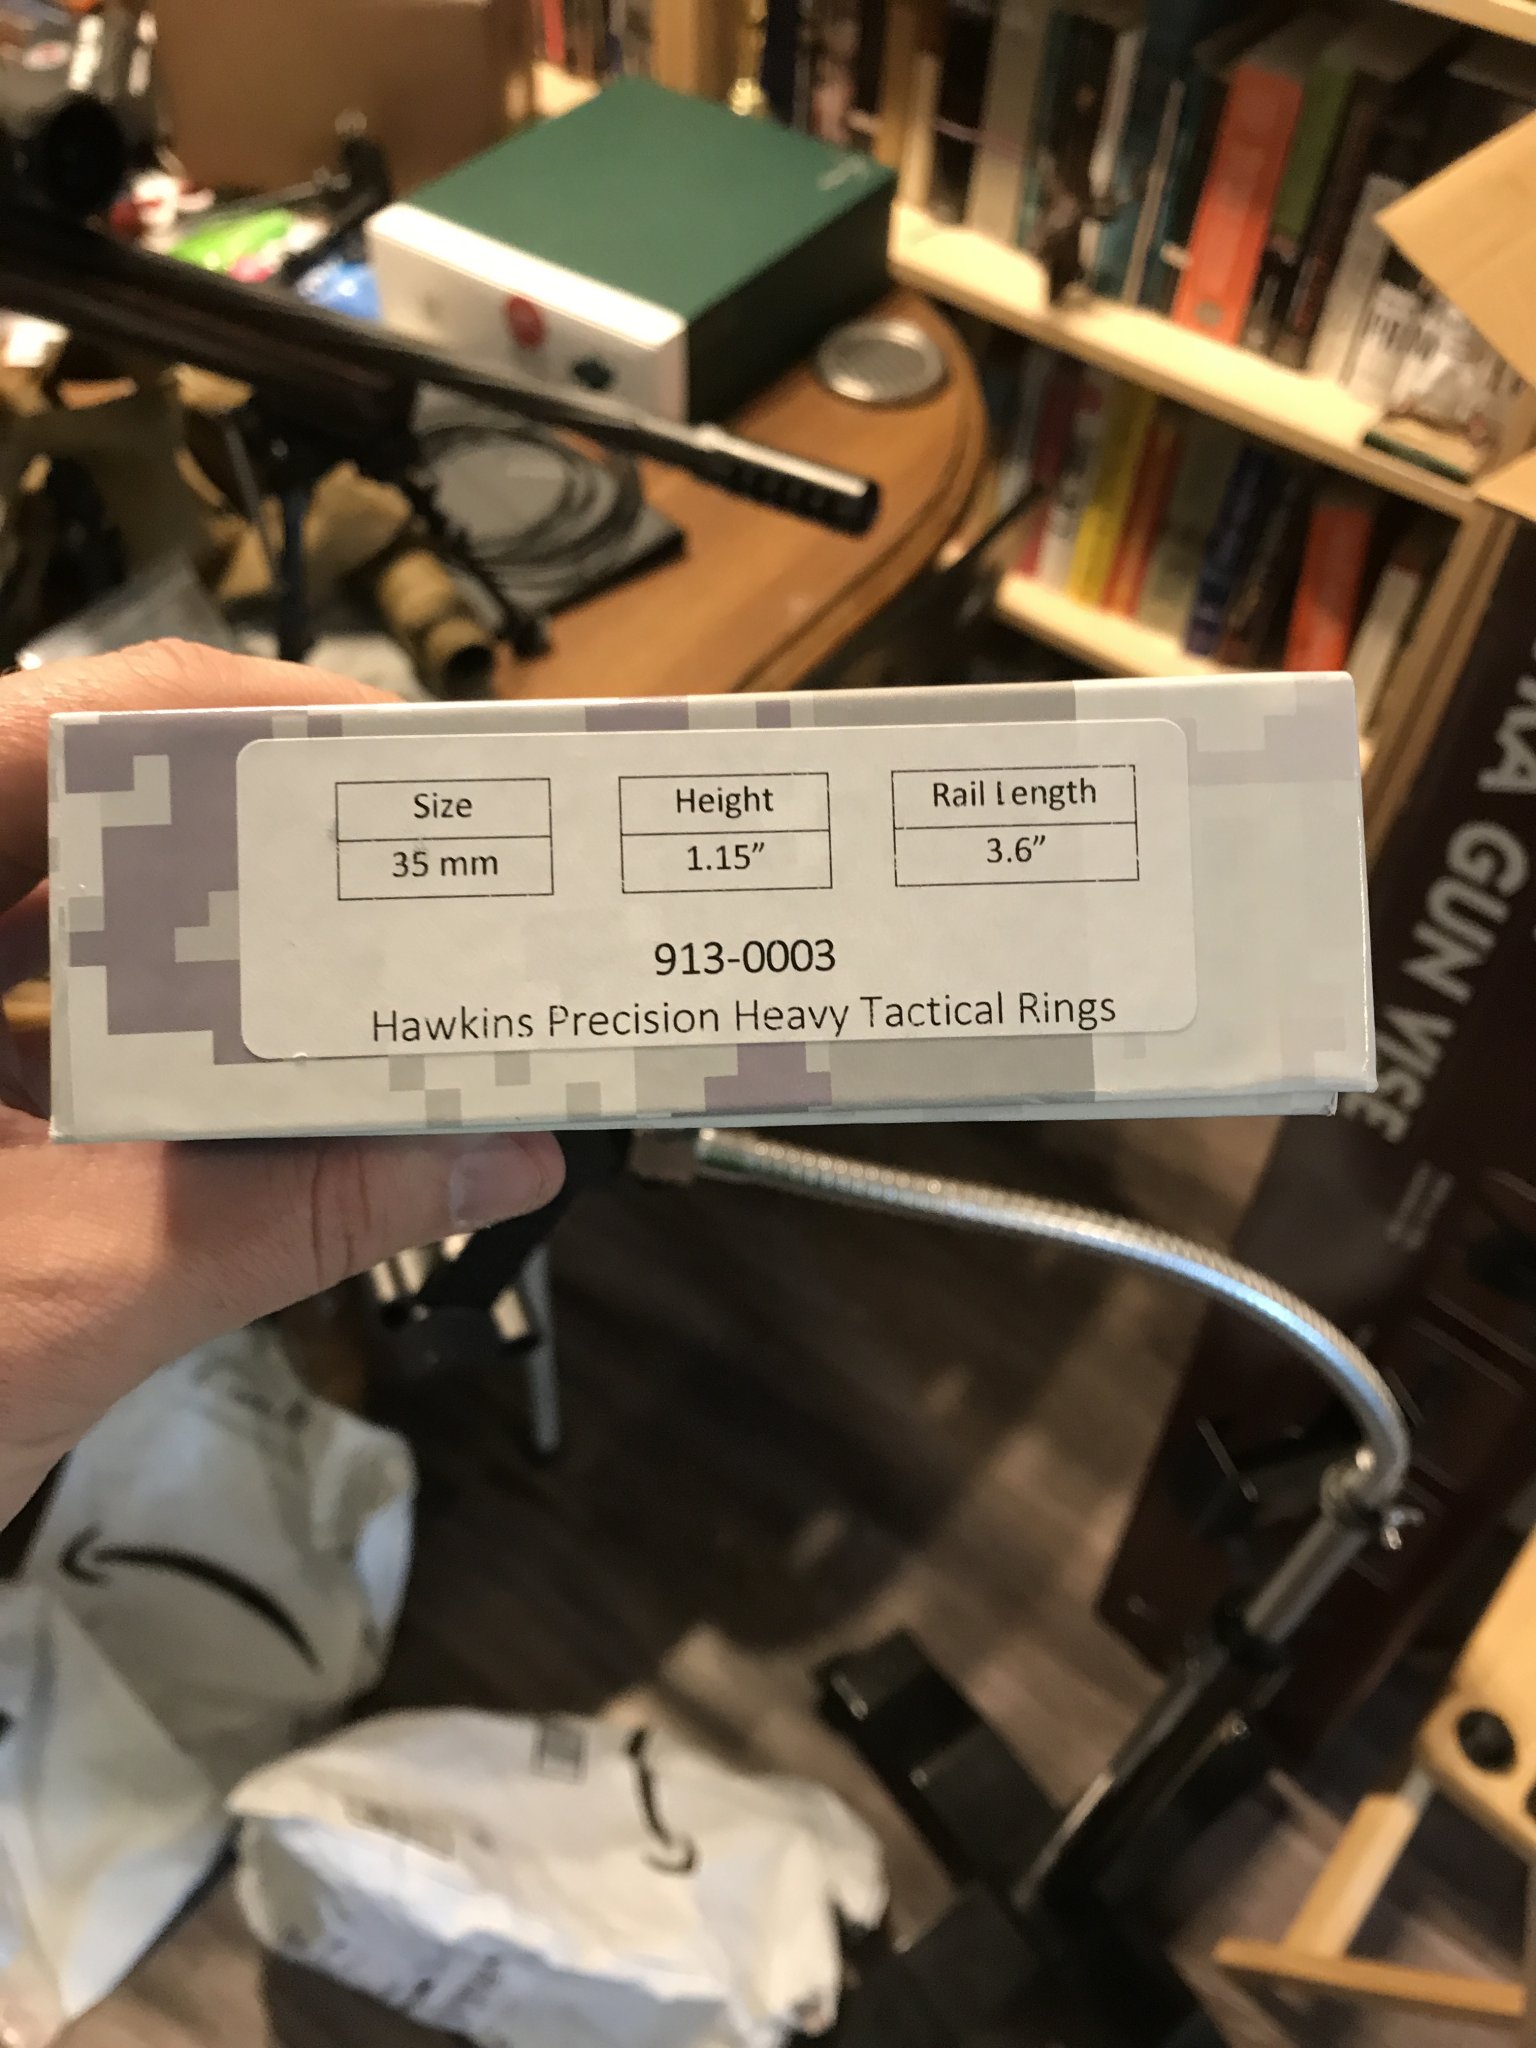 Size
35 mm
Height
1.15”
Rail Length
3.6”
913-0003
Hawkins Precision Heavy Tactical Rings
GUN VISE